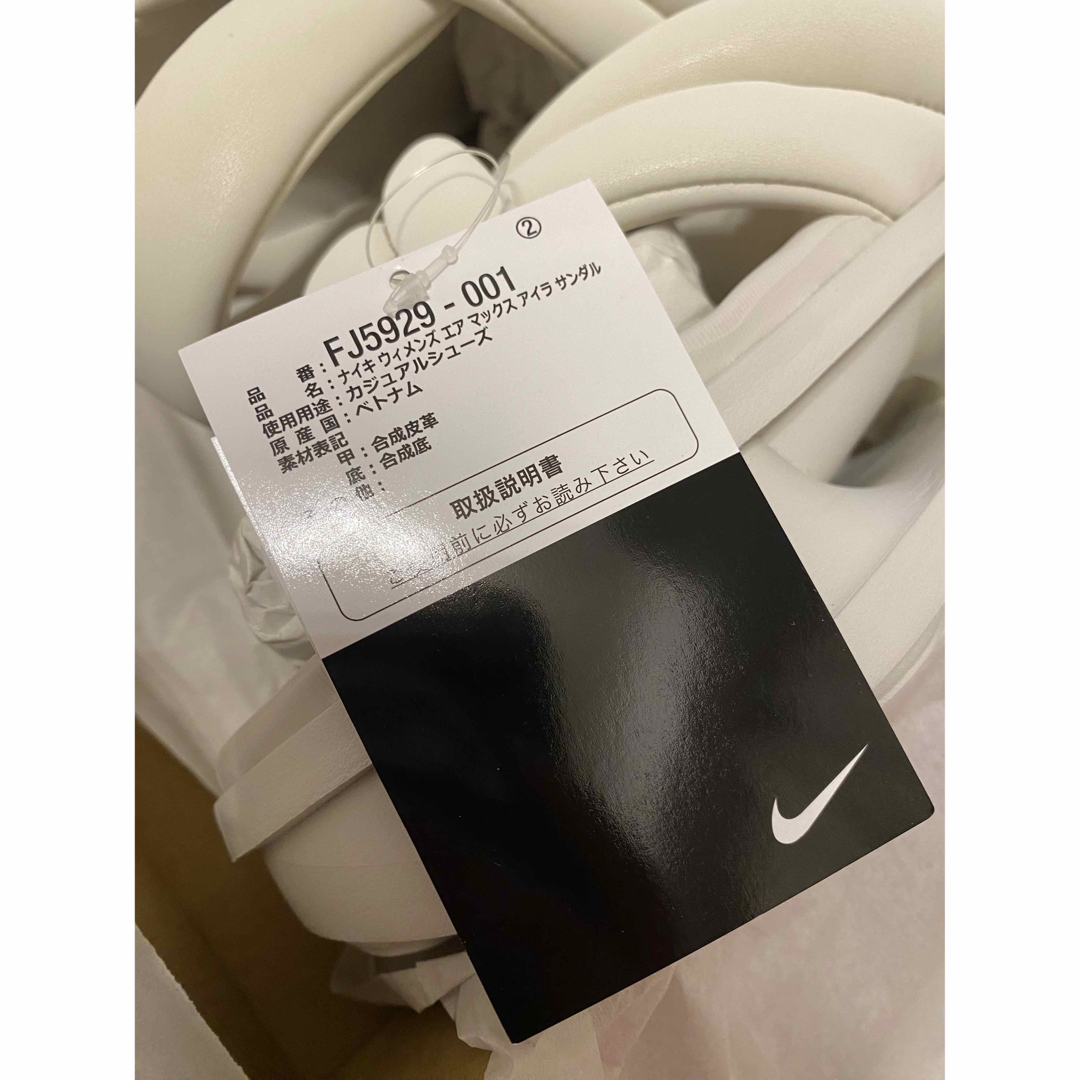 ②
品番：FJ5929-001
品名：ナイキ ウィメンズ エア マックス アイラ サンダル
使用用途：カジュアルシューズ
原産国：ベトナム
素材表記
甲：合成皮革
底：合成底
他：
取扱説明書
前に必ずお読み下さい